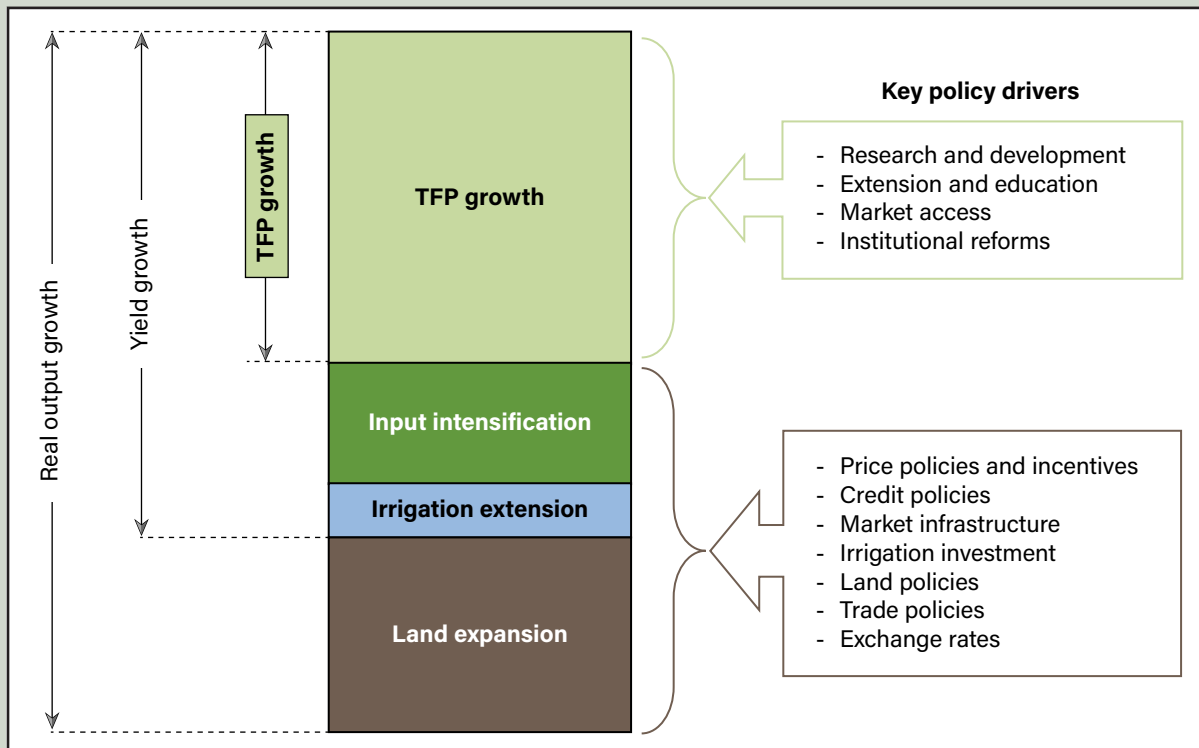 Real output growth
Yield growth
TFP growth
TFP growth
Input intensification
Irrigation extension
Land expansion
Key policy drivers
- Research and development
- Extension and education
- Market access
- Institutional reforms
- Price policies and incentives
- Credit policies
- Market infrastructure
- Irrigation investment
- Land policies
- Trade policies
- Exchange rates